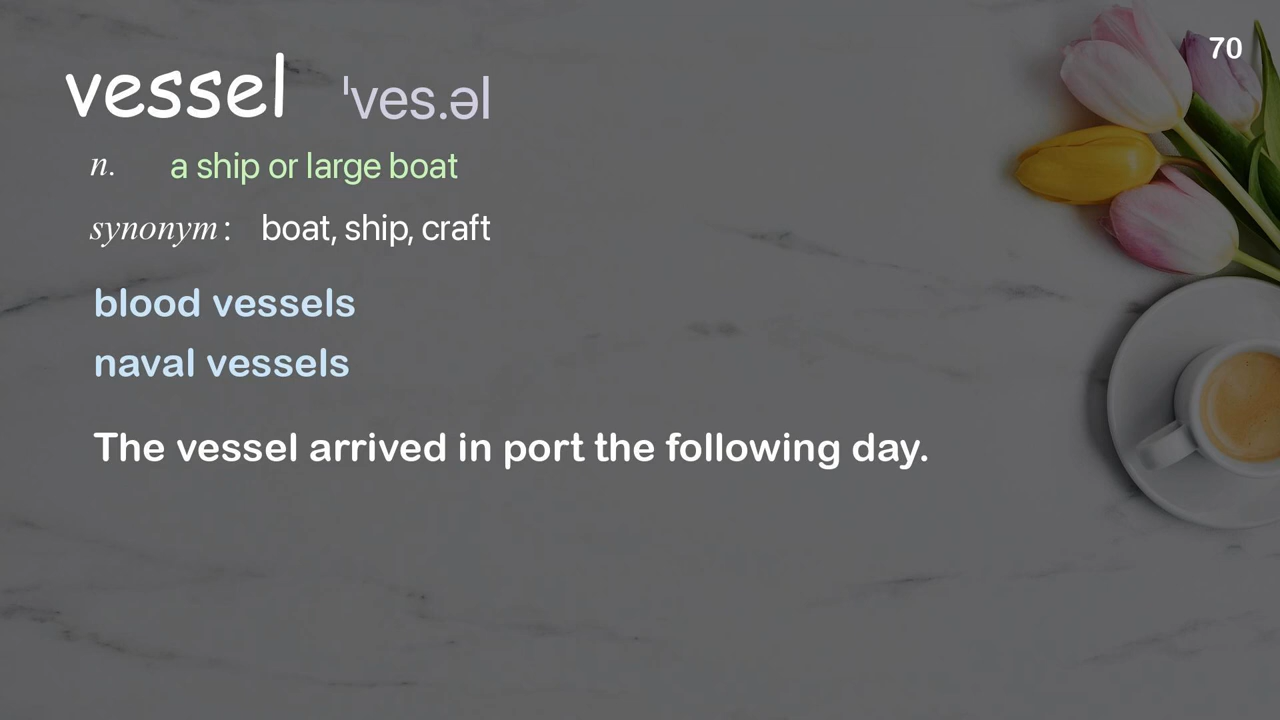 70
vessel ˈves.əl
n. a ship or large boat
synonym: boat, ship, craft
blood vessels
naval vessels
The vessel arrived in port the following day.